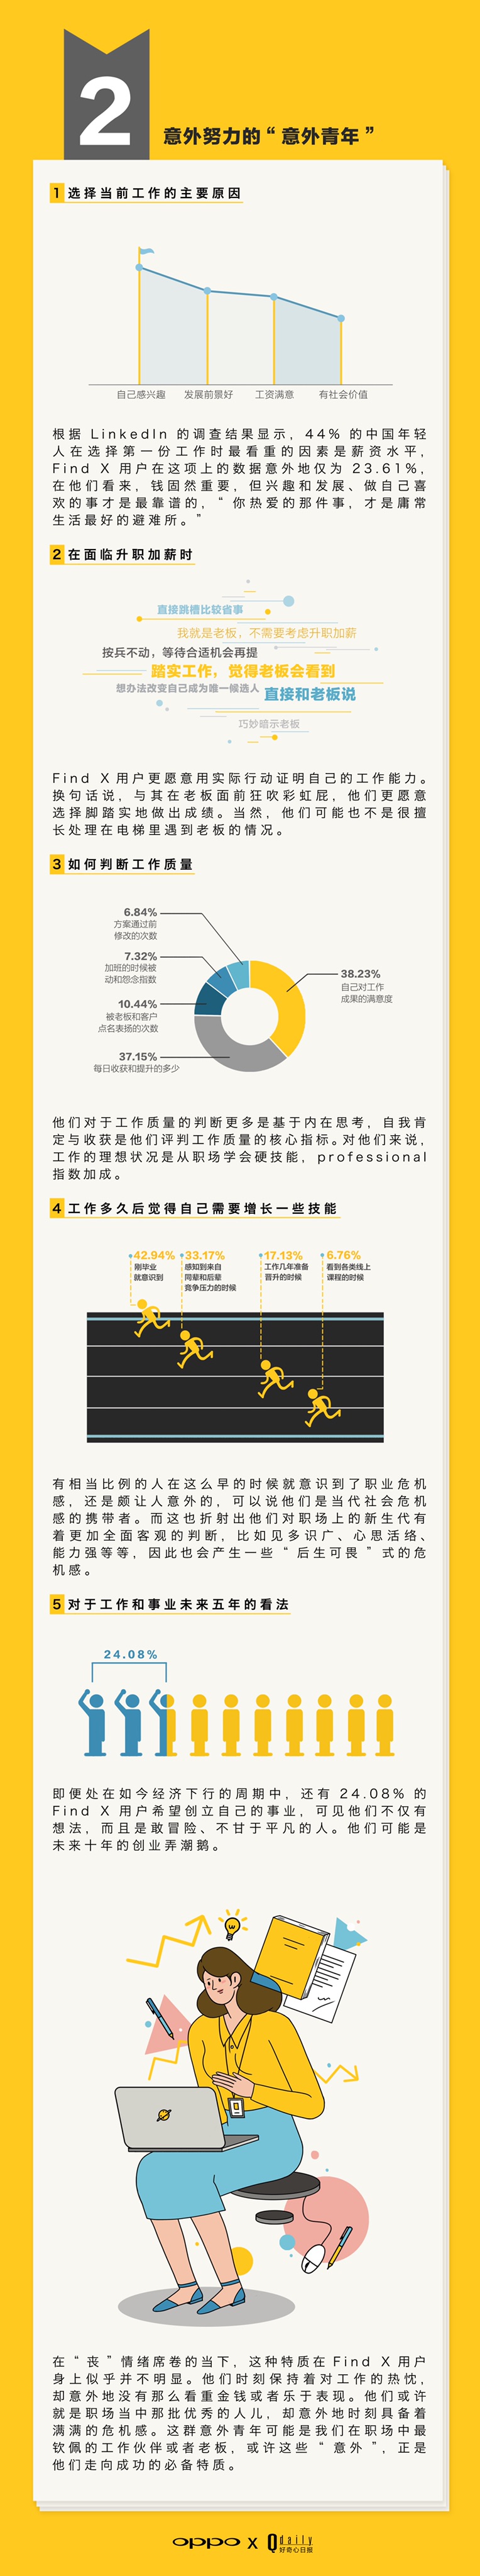 2
意外努力的“意外青年”
1 选择当前工作的主要原因
自己感兴趣 发展前景好 工资满意 有社会价值
根据 LinkedIn 的调查结果显示，44% 的中国年轻
人在选择第一份工作时最看重的因素是薪资水平，
Find X 用户在这项上的数据意外地仅为 23.61%，
在他们看来，钱固然重要，但兴趣和发展、做自己喜
欢的事才是最靠谱的，“你热爱的那件事，才是庸常
生活最好的避难所。”
2 在面临升职加薪时
直接跳槽比较省事
我就是老板，不需要考虑升职加薪
按兵不动，等待合适机会再提
踏实工作，觉得老板会看到
想办法改变自己成为唯一候选人
直接和老板说
巧妙暗示老板
Find X 用户更愿意用实际行动证明自己的工作能力。
换句话说，与其在老板面前狂吹彩虹屁，他们更愿意
选择脚踏实地做出成绩。当然，他们可能也不是很擅
长处理在电梯里遇到老板的情况。
3 如何判断工作质量
6.84%
方案通过前
修改的次数
7.32%
加班的时候被
动和怨念指数
10.44%
被老板和客户
点名表扬的次数
37.15%
每日收获和提升的多少
38.23%
自己对工作
成果的满意度
他们对于工作质量的判断更多是基于内在思考，自我肯
定与收获是他们评判工作质量的核心指标。对他们来说，
工作的理想状况是从职场学会硬技能，professional
指数加成。
4 工作多久后觉得自己需要增长一些技能
42.94%
刚毕业
就意识到
33.17%
感知到来自
同辈和后辈
竞争压力的时候
17.13%
工作几年准备
晋升的时候
6.76%
看到各类线上
课程的时候
有相当比例的人在这么早的时候就意识到了职业危机
感，还是颇让人意外的，可以说他们是当代社会危机
感的携带者。而这也折射出他们对职场上的新生代有
着更加全面客观的判断，比如见多识广、心思活络、
能力强等等，因此也会产生一些“后生可畏”式的危
机感。
5 对于工作和事业未来五年的看法
24.08%
即便处在如今经济下行的周期中，还有 24.08% 的
Find X 用户希望创立自己的事业，可见他们不仅有
想法，而且是敢冒险、不甘于平凡的人。他们可能是
未来十年的创业弄潮鹅。
在“丧”情绪席卷的当下，这种特质在 Find X 用户
身上似乎并不明显。他们时刻保持着对工作的热忱，
却意外地没有那么看重金钱或者乐于表现。他们或许
就是职场当中那批优秀的人儿，却意外地时刻具备着
满满的危机感。这群意外青年可能是我们在职场中最
钦佩的工作伙伴或者老板，或许这些“意外”，正是
他们走向成功的必备特质。
oppo X Qdaily
好奇心日报